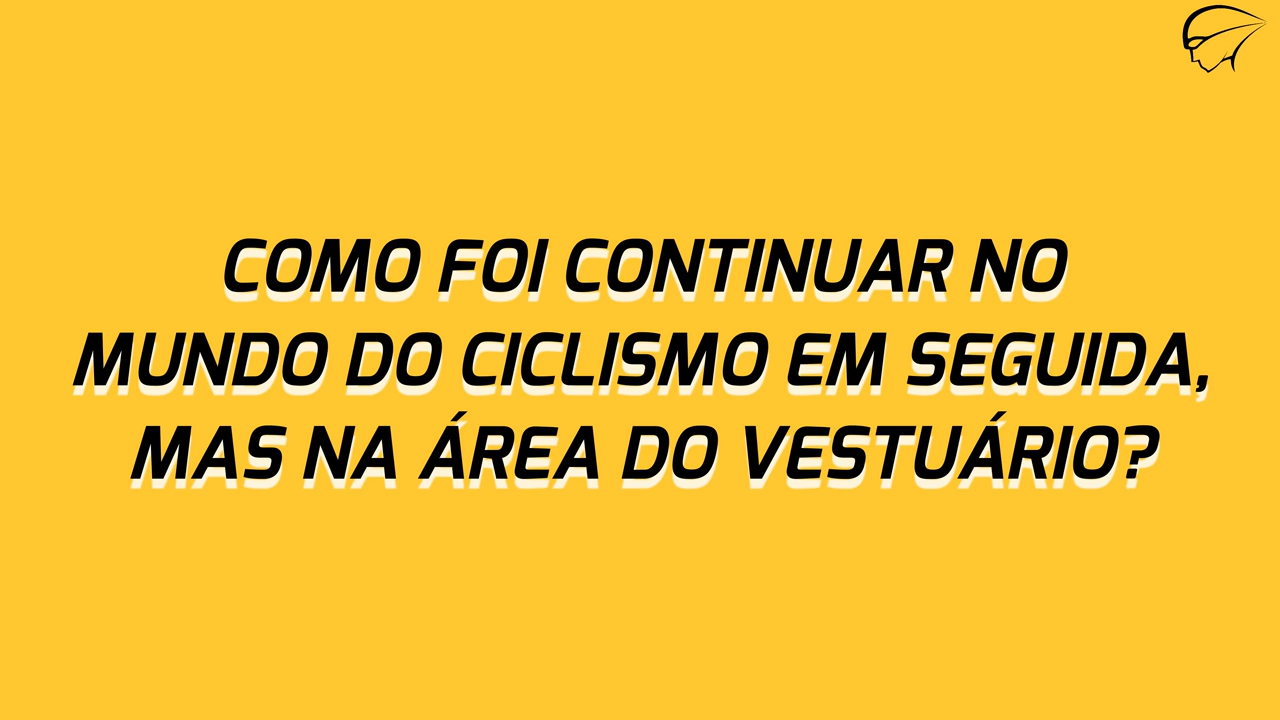 COMO FOI CONTINUAR NO
MUNDO DO CICLISMO EM SEGUIDA,
MAS NA ÁREA DO VESTUÁRIO?